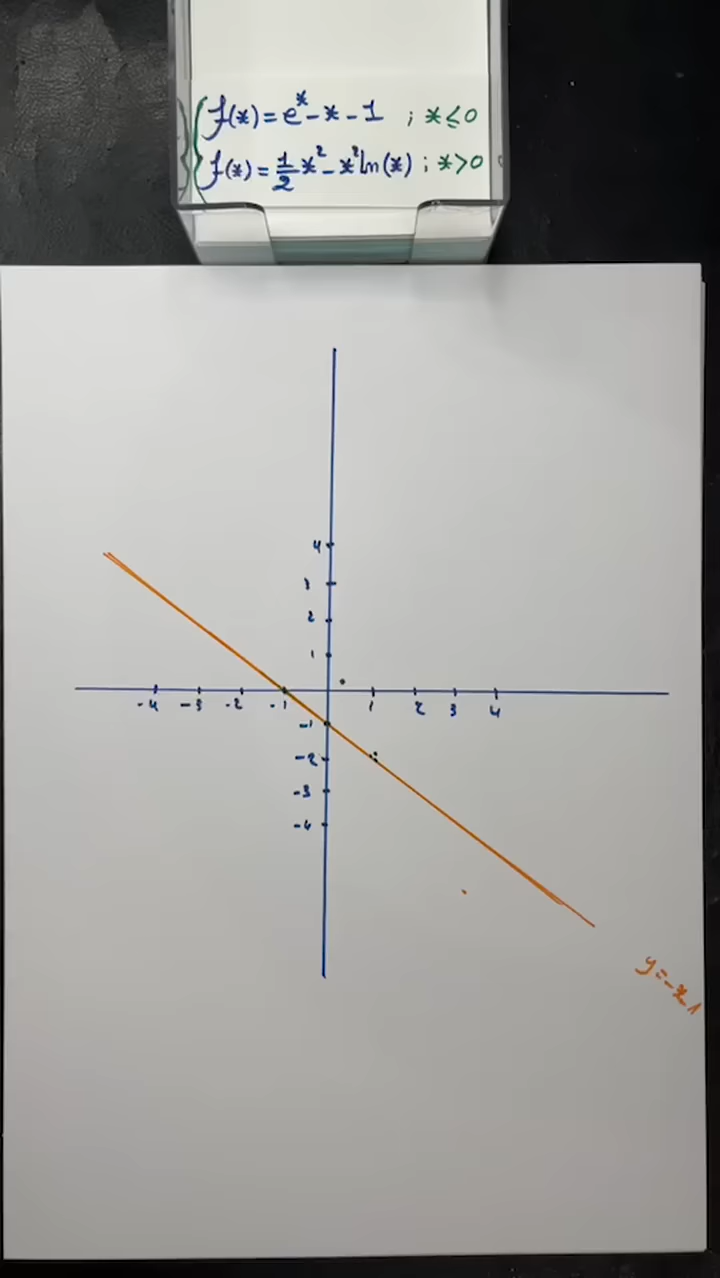 f(x) = e^x - x - 1 ; x ≤ 0
f(x) = 1/2 x² - x² ln(x) ; x > 0
4
3
2
1
-4 -3 -2 -1 1 2 3 4
-1
-2
-3
-4
y = -x 1